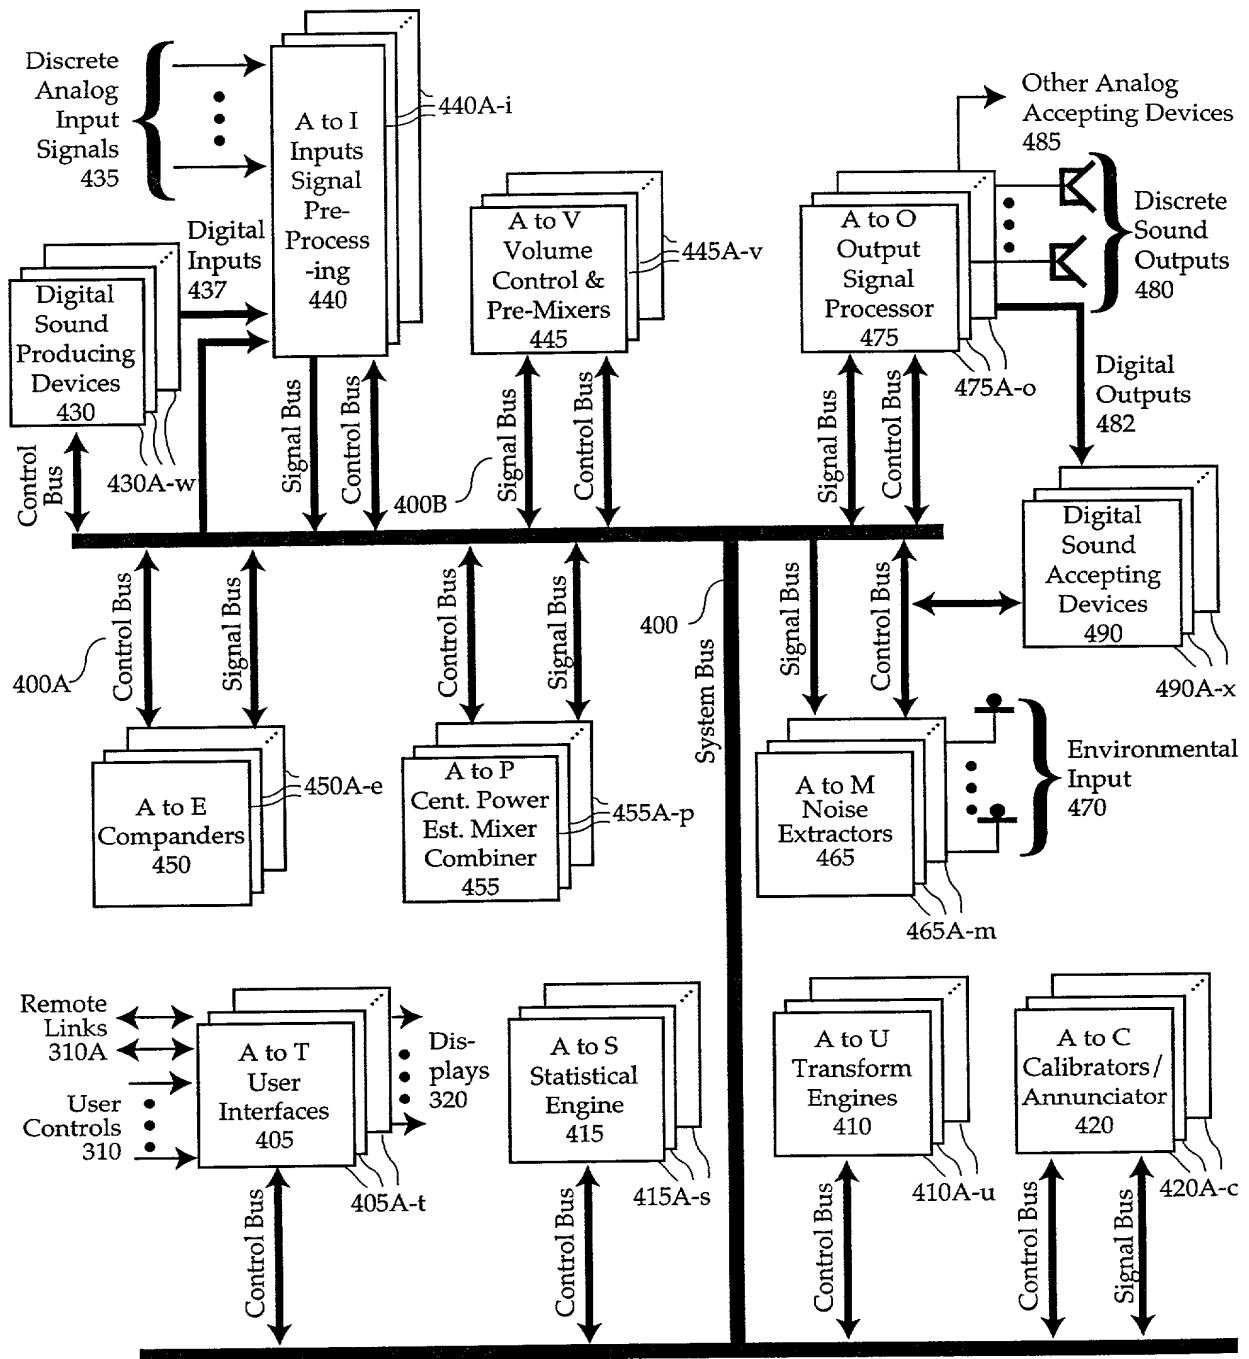 Discrete
Analog
Input
Signals
435
A to I
Inputs
Signal
Pre-
Process
-ing
440
440A-i
Digital
Inputs
437
Digital
Sound
Producing
Devices
430
430A-w
Control
Bus
Signal Bus
Control Bus
A to V
Volume
Control &
Pre-Mixers
445
445A-v
400B
Signal Bus
Control Bus
A to O
Output
Signal
Processor
475
475A-o
Signal Bus
Control Bus
Other Analog
Accepting Devices
485
Discrete
Sound
Outputs
480
Digital
Outputs
482
Digital
Sound
Accepting
Devices
490
490A-x
400A
Control Bus
Signal Bus
A to E
Companders
450
450A-e
Control Bus
Signal Bus
A to P
Cent. Power
Est. Mixer
Combiner
455
455A-p
400
System Bus
Signal Bus
Control Bus
A to M
Noise
Extractors
465
465A-m
Environmental
Input
470
Remote
Links
310A
User
Controls
310
A to T
User
Interfaces
405
405A-t
Dis-
plays
320
Control Bus
A to S
Statistical
Engine
415
415A-s
Control Bus
A to U
Transform
Engines
410
410A-u
Control Bus
A to C
Calibrators/
Annunciator
420
420A-c
Control Bus
Signal Bus